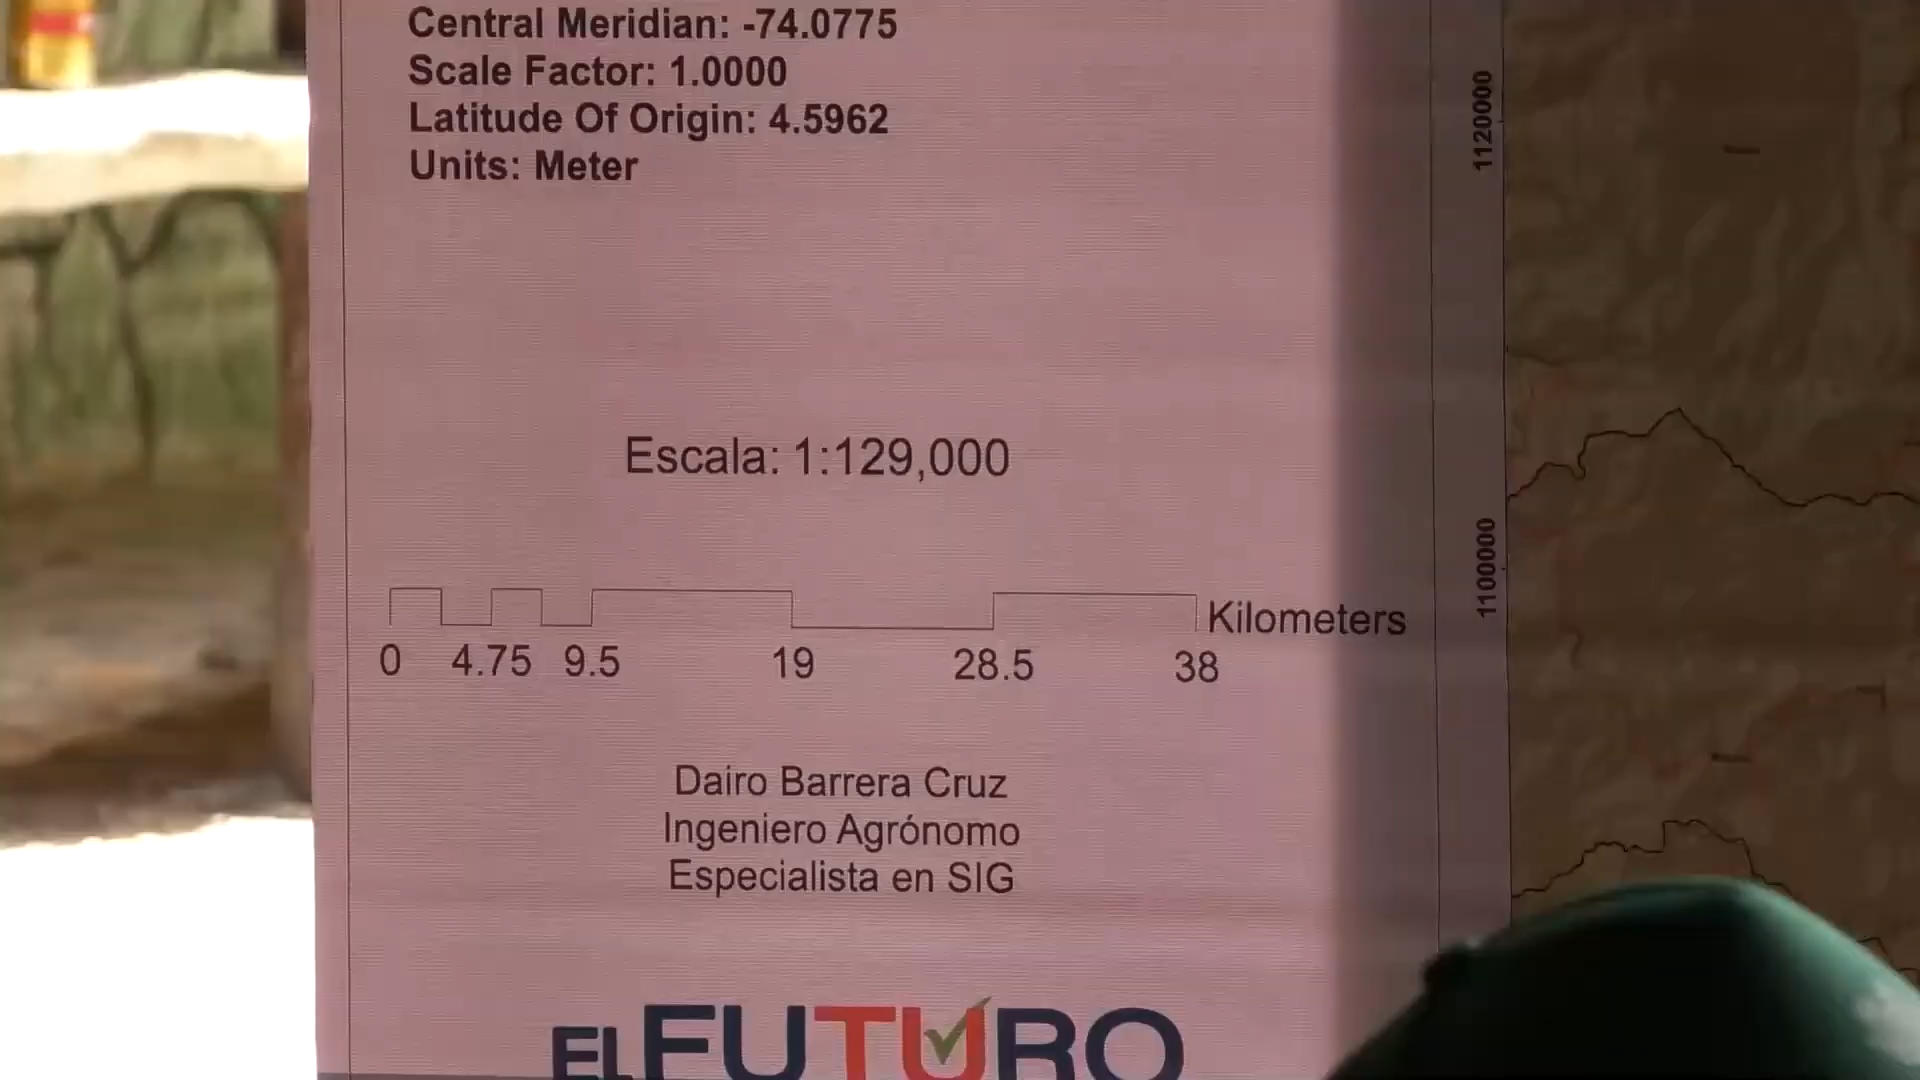 Central Meridian: -74.0775
Scale Factor: 1.0000
Latitude Of Origin: 4.5962
Units: Meter
1120000
Escala: 1:129,000
1100000
Kilometers
0 4.75 9.5 19 28.5 38
Dairo Barrera Cruz
Ingeniero Agrónomo
Especialista en SIG
EL FUTURO